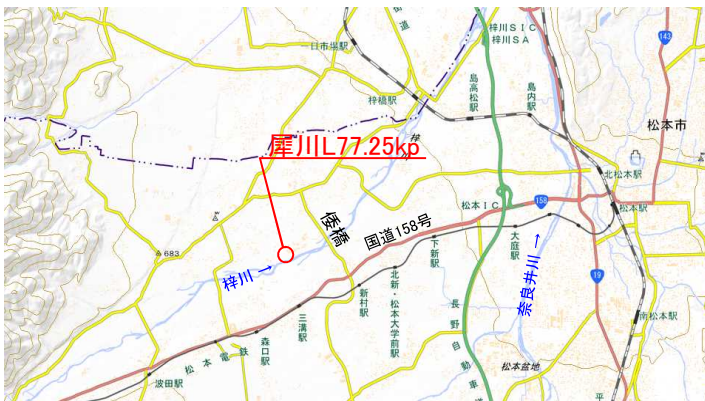 一日市場駅
街道
梓川SIC
梓川SA
143
梓橋駅
島高松駅
島内駅
松本市
犀川L77.25kp
梓川
北松本駅
松本IC
158
松本駅
倭橋
国道158号
683
梓川→
下新駅
大庭駅
奈良井川→
19
新村駅
北新・松本大学前駅
三溝駅
森口駅
松本電鉄
波田駅
長野自動車道
南松本駅
松本盆地
平